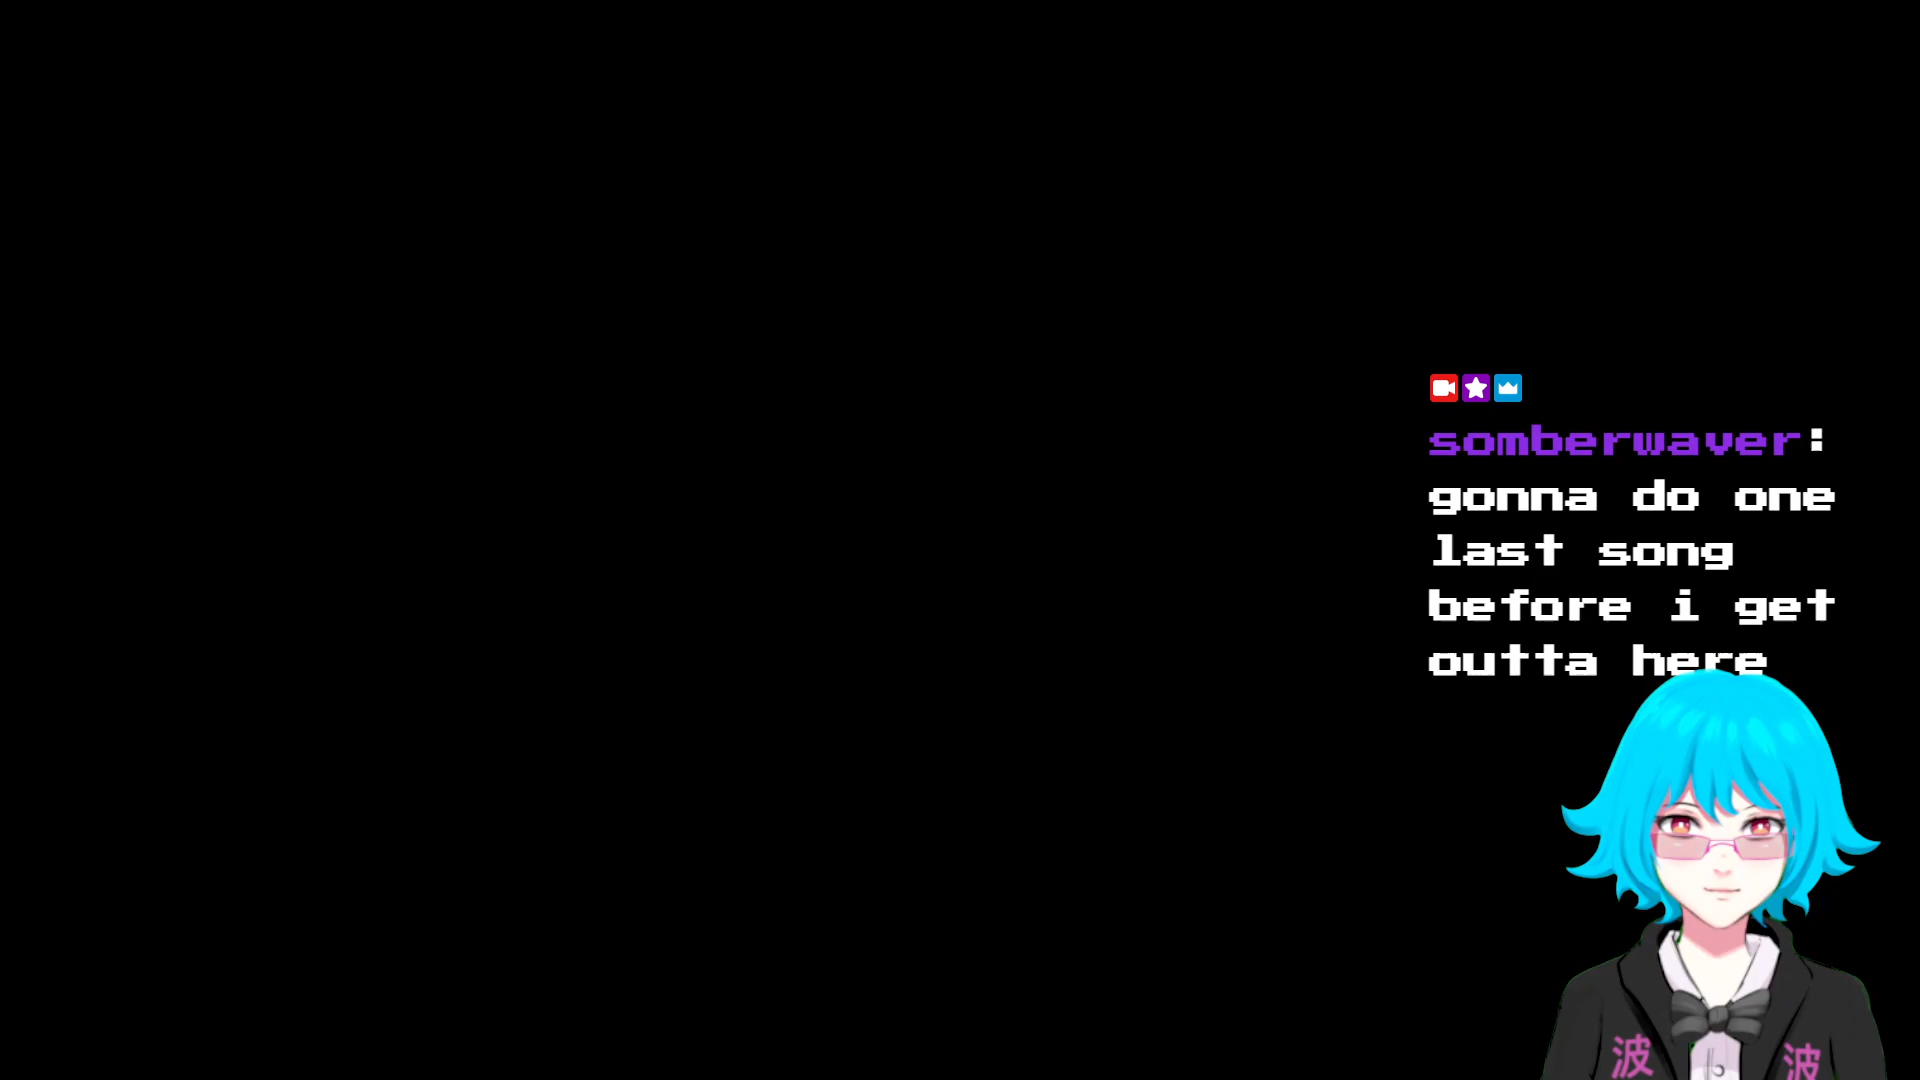 somberwaver:
gonna do one
last song
before i get
outta here
波 波